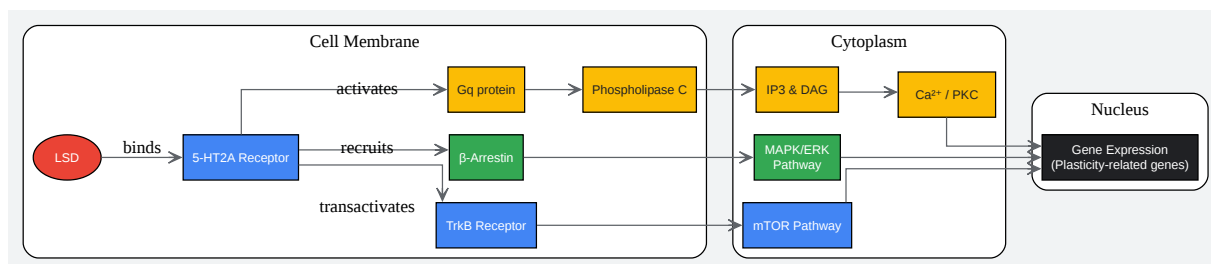 Cell Membrane
Cytoplasm
Nucleus
LSD
binds
5-HT2A Receptor
activates
Gq protein
Phospholipase C
IP3 & DAG
Ca²⁺ / PKC
recruits
β-Arrestin
MAPK/ERK
Pathway
Gene Expression
(Plasticity-related genes)
transactivates
TrkB Receptor
mTOR Pathway